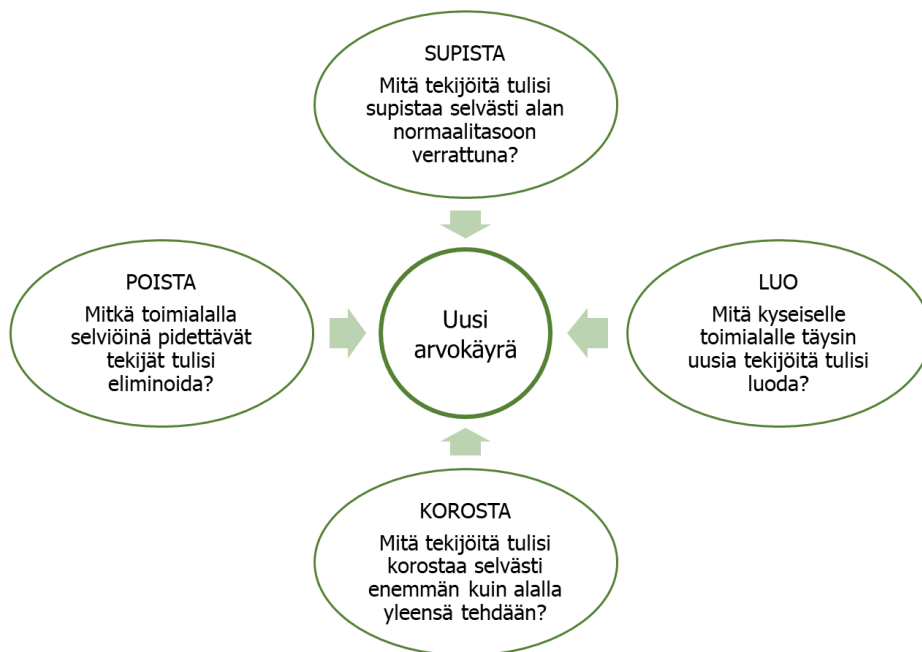 SUPISTA
Mitä tekijöitä tulisi
supistaa selvästi alan
normaalitasoon
verrattuna?
POISTA
Mitkä toimialalla
selviöinä pidettävät
tekijät tulisi
eliminoida?
Uusi
arvokäyrä
LUO
Mitä kyseiselle
toimialalle täysin
uusia tekijöitä tulisi
luoda?
KOROSTA
Mitä tekijöitä tulisi
korostaa selvästi
enemmän kuin alalla
yleensä tehdään?